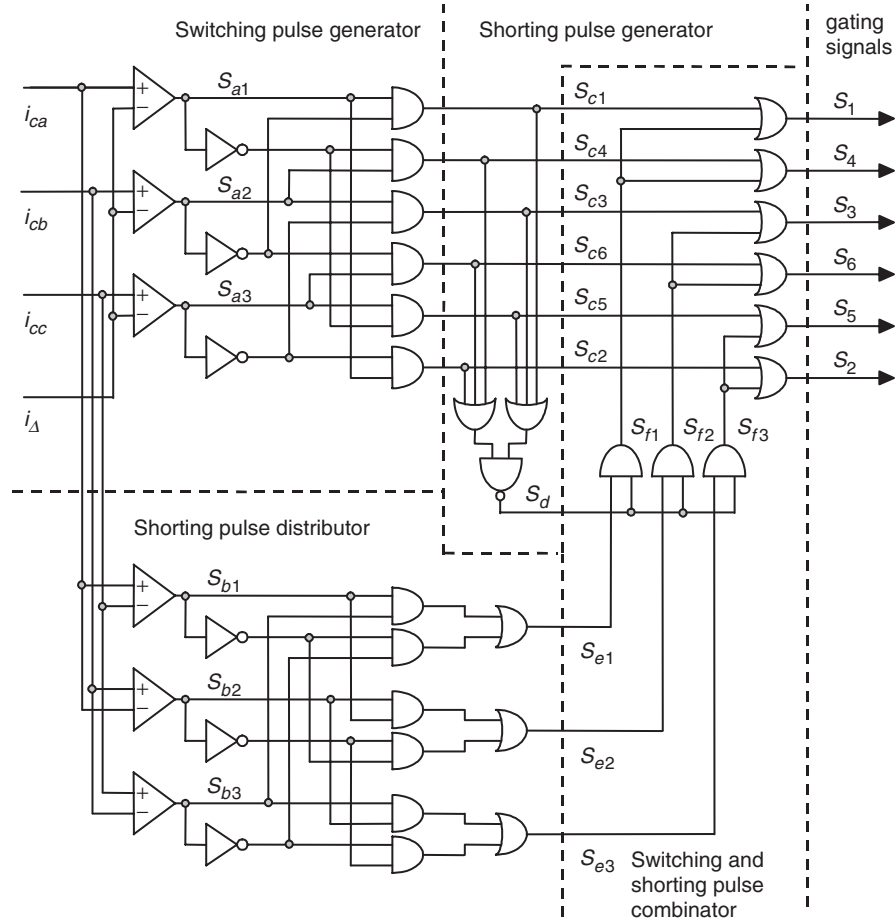 Switching pulse generator
Shorting pulse generator
gating
signals
i_ca
i_cb
i_cc
i_Δ
+
−
+
−
+
−
S_a1
S_a2
S_a3
S_c1
S_c4
S_c3
S_c6
S_c5
S_c2
S_1
S_4
S_3
S_6
S_5
S_2
S_f1
S_f2
S_f3
S_d
Shorting pulse distributor
+
−
+
−
+
−
S_b1
S_b2
S_b3
S_e1
S_e2
S_e3
Switching and
shorting pulse
combinator